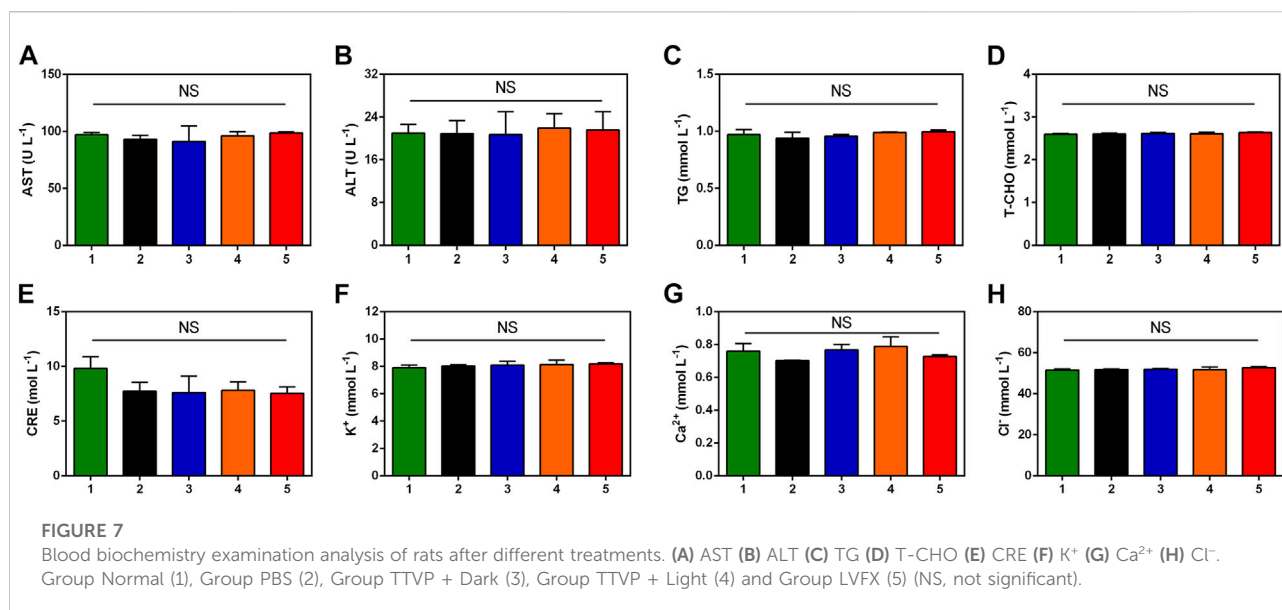 A
B
C
D
AST (U L⁻¹)
150
100
50
0
NS
1 2 3 4 5
ALT (U L⁻¹)
32
24
16
8
0
NS
1 2 3 4 5
TG (mmol L⁻¹)
1.5
1.0
0.5
0.0
NS
1 2 3 4 5
T-CHO (mmol L⁻¹)
4
3
2
1
0
NS
1 2 3 4 5
E
F
G
H
CRE (mol L⁻¹)
15
10
5
0
NS
1 2 3 4 5
K⁺ (mmol L⁻¹)
12
10
8
6
4
2
0
NS
1 2 3 4 5
Ca²⁺ (mmol L⁻¹)
1.0
0.8
0.6
0.4
0.2
0.0
NS
1 2 3 4 5
Cl⁻ (mmol L⁻¹)
80
60
40
20
0
NS
1 2 3 4 5
FIGURE 7
Blood biochemistry examination analysis of rats after different treatments. (A) AST (B) ALT (C) TG (D) T-CHO (E) CRE (F) K⁺ (G) Ca²⁺ (H) Cl⁻.
Group Normal (1), Group PBS (2), Group TTVP + Dark (3), Group TTVP + Light (4) and Group LVFX (5) (NS, not significant).